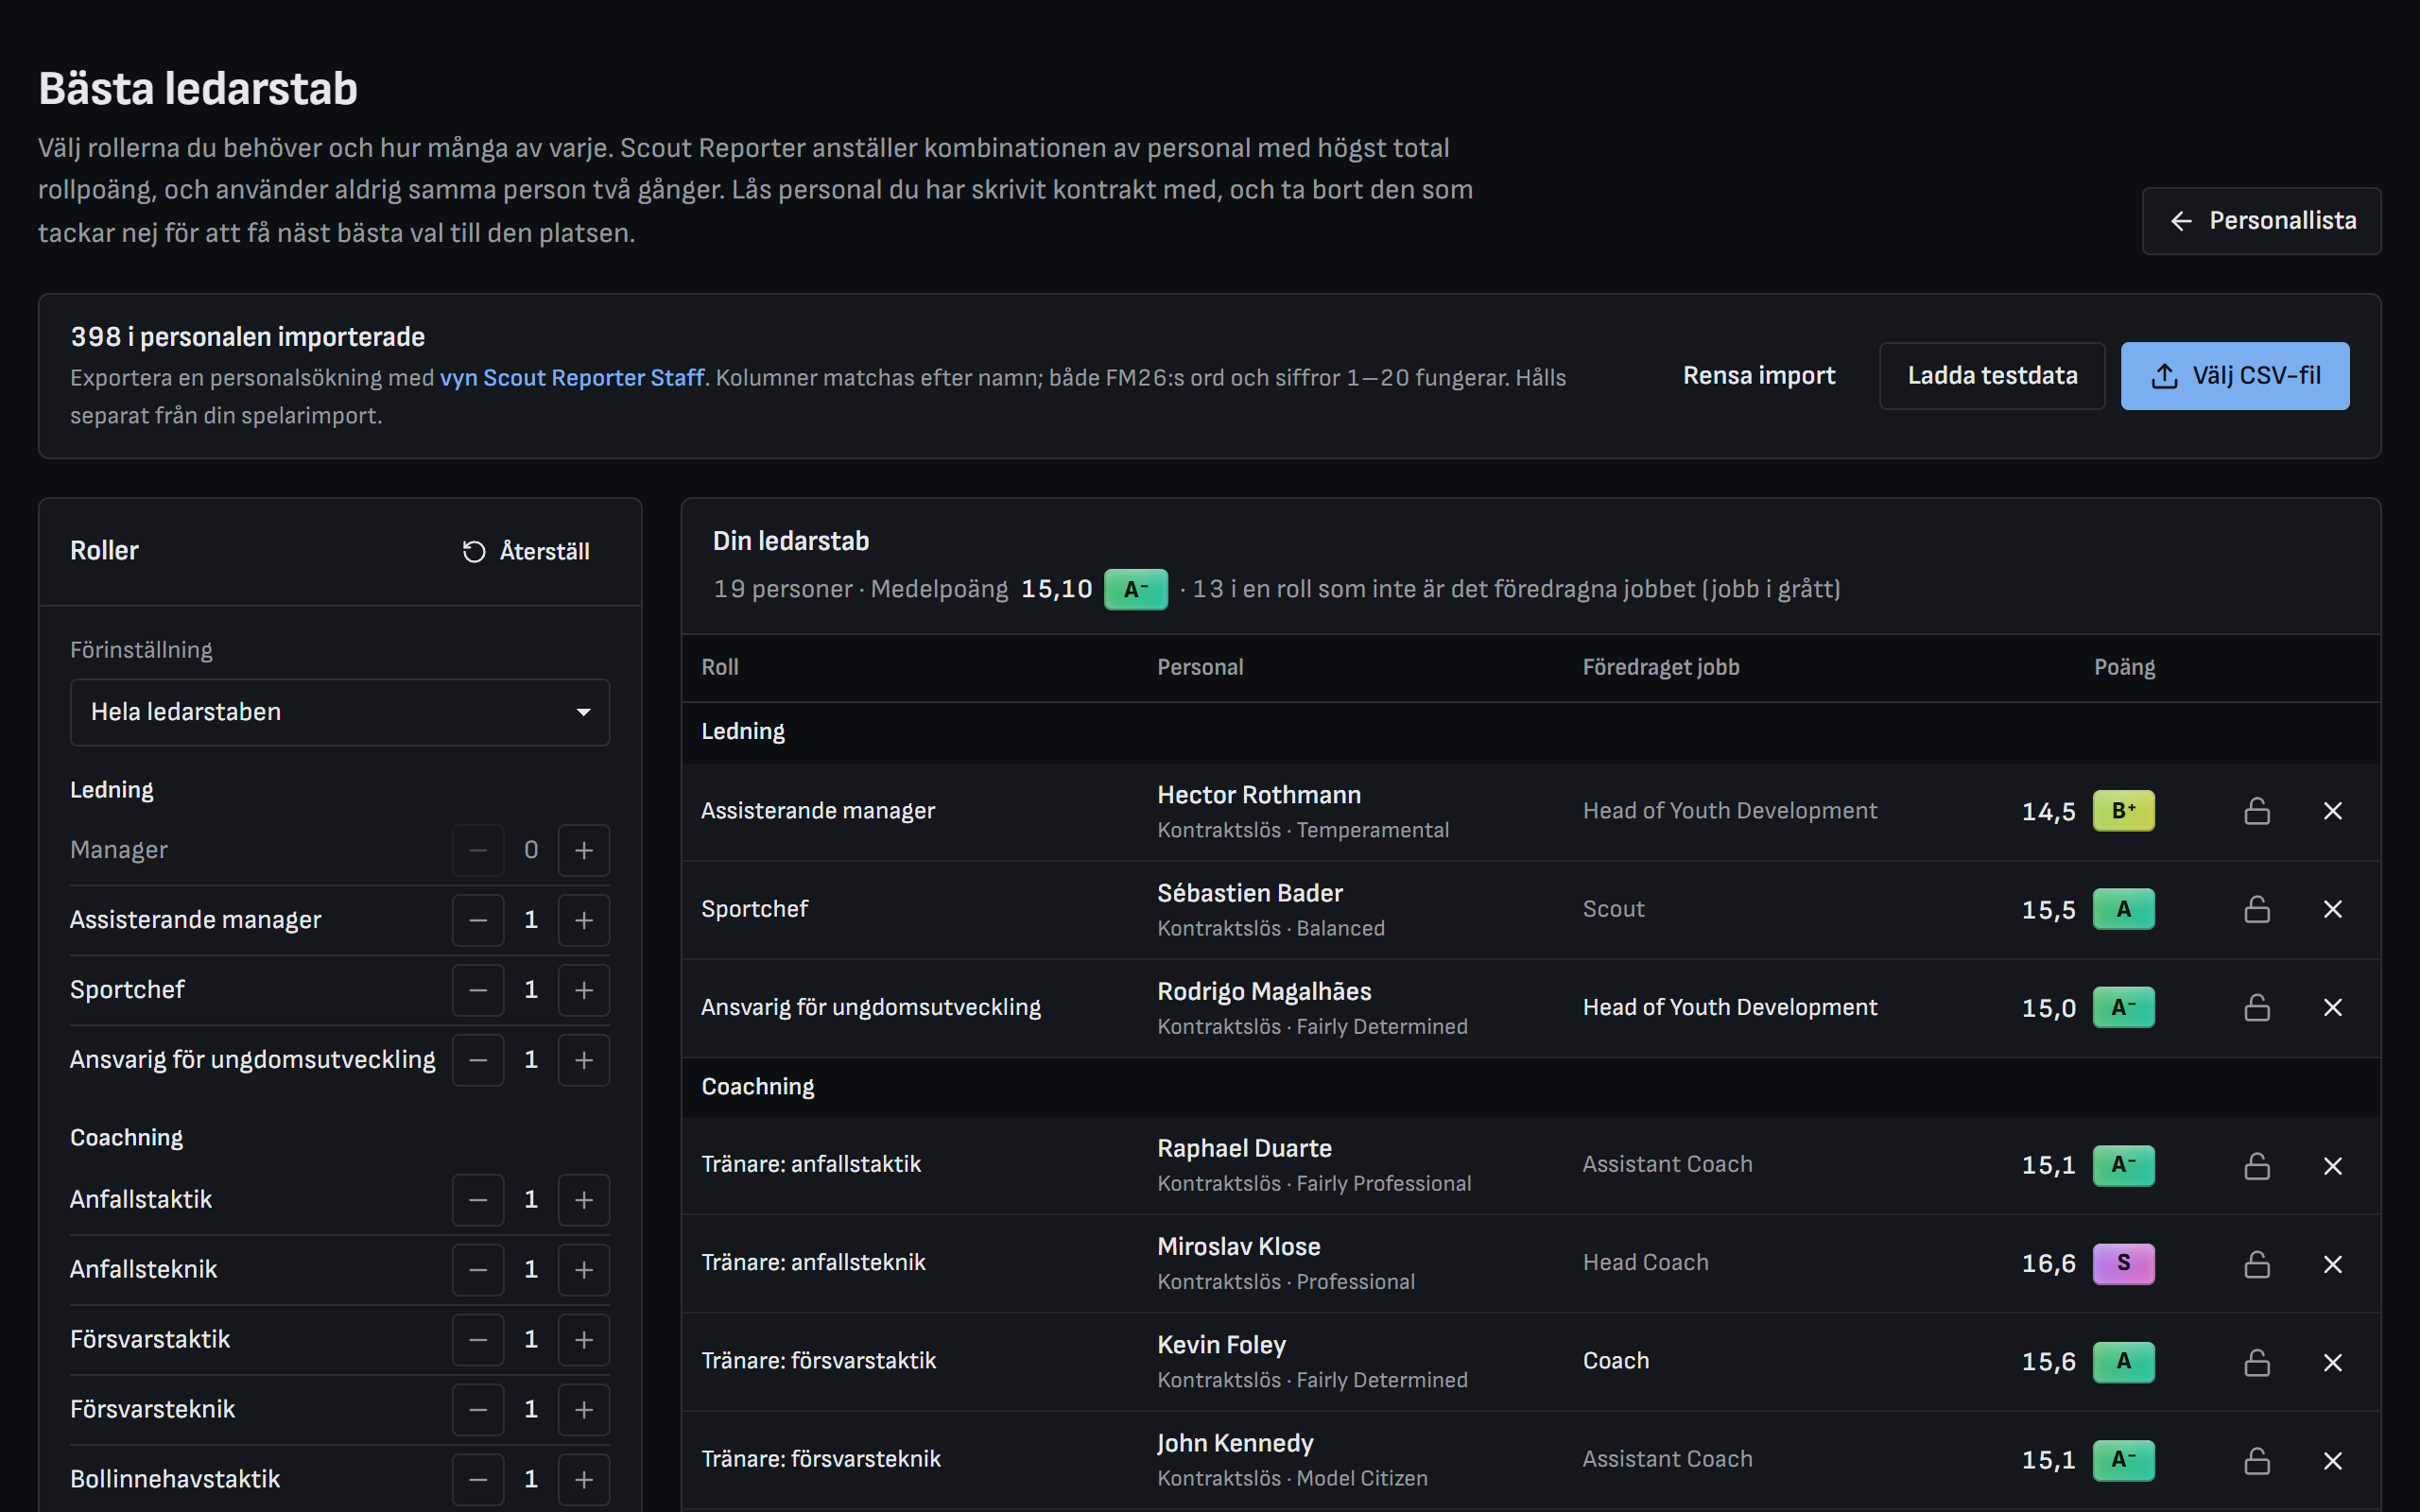 Bästa ledarstab
Välj rollerna du behöver och hur många av varje. Scout Reporter anställer kombinationen av personal med högst total
rollpoäng, och använder aldrig samma person två gånger. Lås personal du har skrivit kontrakt med, och ta bort den som
tackar nej för att få näst bästa val till den platsen.
Personallista
398 i personalen importerade
Exportera en personalsökning med vyn Scout Reporter Staff. Kolumner matchas efter namn; både FM26:s ord och siffror 1–20 fungerar. Hålls
separat från din spelarimport.
Rensa import
Ladda testdata
Välj CSV-fil
Roller
Återställ
Förinställning
Hela ledarstaben
Ledning
Manager 0
Assisterande manager 1
Sportchef 1
Ansvarig för ungdomsutveckling 1
Coachning
Anfallstaktik 1
Anfallsteknik 1
Försvarstaktik 1
Försvarsteknik 1
Bollinnehavstaktik 1
Din ledarstab
19 personer · Medelpoäng 15,10 A⁻ · 13 i en roll som inte är det föredragna jobbet (jobb i grått)
Roll Personal Föredraget jobb Poäng
Ledning
Assisterande manager Hector Rothmann Head of Youth Development 14,5 B⁺
Kontraktslös · Temperamental
Sportchef Sébastien Bader Scout 15,5 A
Kontraktslös · Balanced
Ansvarig för ungdomsutveckling Rodrigo Magalhães Head of Youth Development 15,0 A⁻
Kontraktslös · Fairly Determined
Coachning
Tränare: anfallstaktik Raphael Duarte Assistant Coach 15,1 A⁻
Kontraktslös · Fairly Professional
Tränare: anfallsteknik Miroslav Klose Head Coach 16,6 S
Kontraktslös · Professional
Tränare: försvarstaktik Kevin Foley Coach 15,6 A
Kontraktslös · Fairly Determined
Tränare: försvarsteknik John Kennedy Assistant Coach 15,1 A⁻
Kontraktslös · Model Citizen